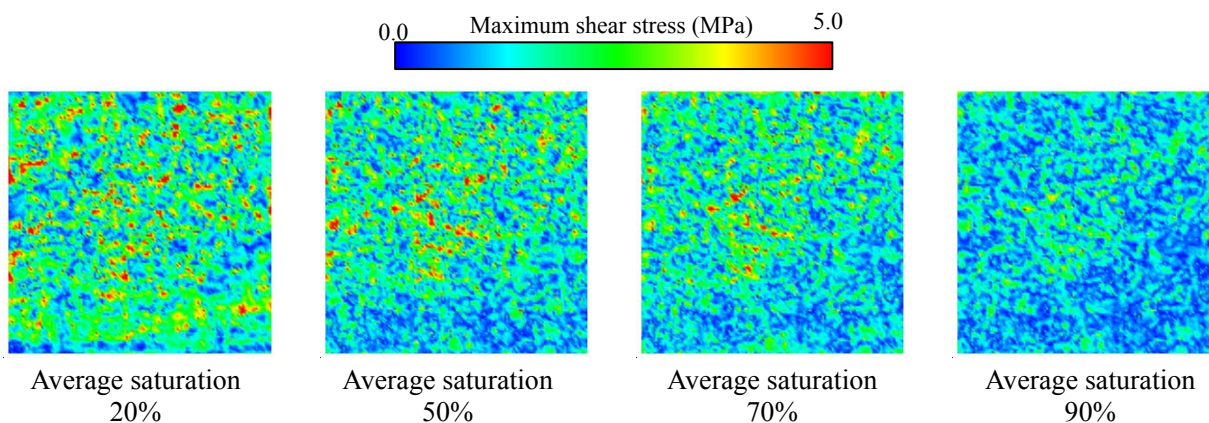 Maximum shear stress (MPa)
0.0
5.0
Average saturation
20%
Average saturation
50%
Average saturation
70%
Average saturation
90%